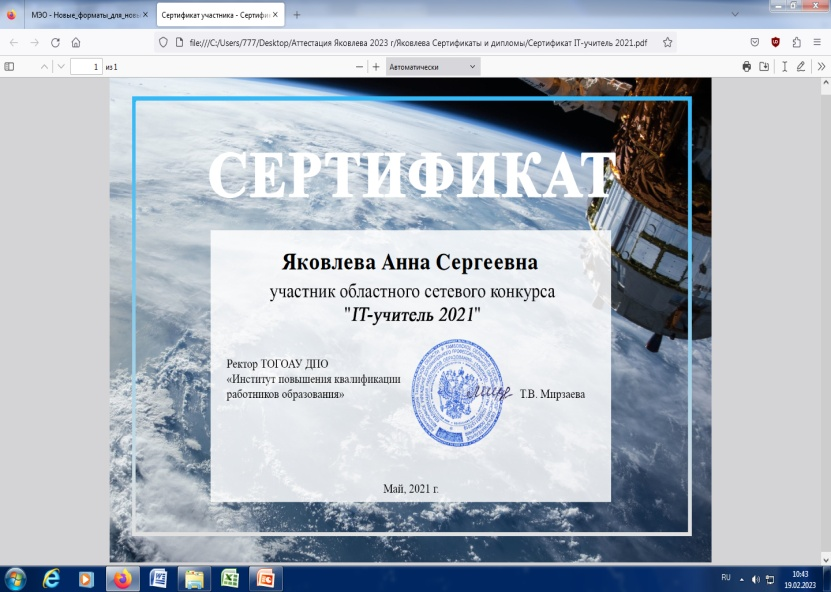 МЭО - Новые_форматы_для_новы
Сертификат участника - Сертифи
file:///C:/Users/777/Desktop/Аттестация Яковлева 2023 г/Яковлева Сертификаты и дипломы/Сертификат IT-учитель 2021.pdf
1 из 1
Автоматически
СЕРТИФИКАТ
Яковлева Анна Сергеевна
участник областного сетевого конкурса
"IT-учитель 2021"
Ректор ТОГОАУ ДПО
«Институт повышения квалификации
работников образования»
Т.В. Мирзаева
Май, 2021 г.
RU
10:43
19.02.2023